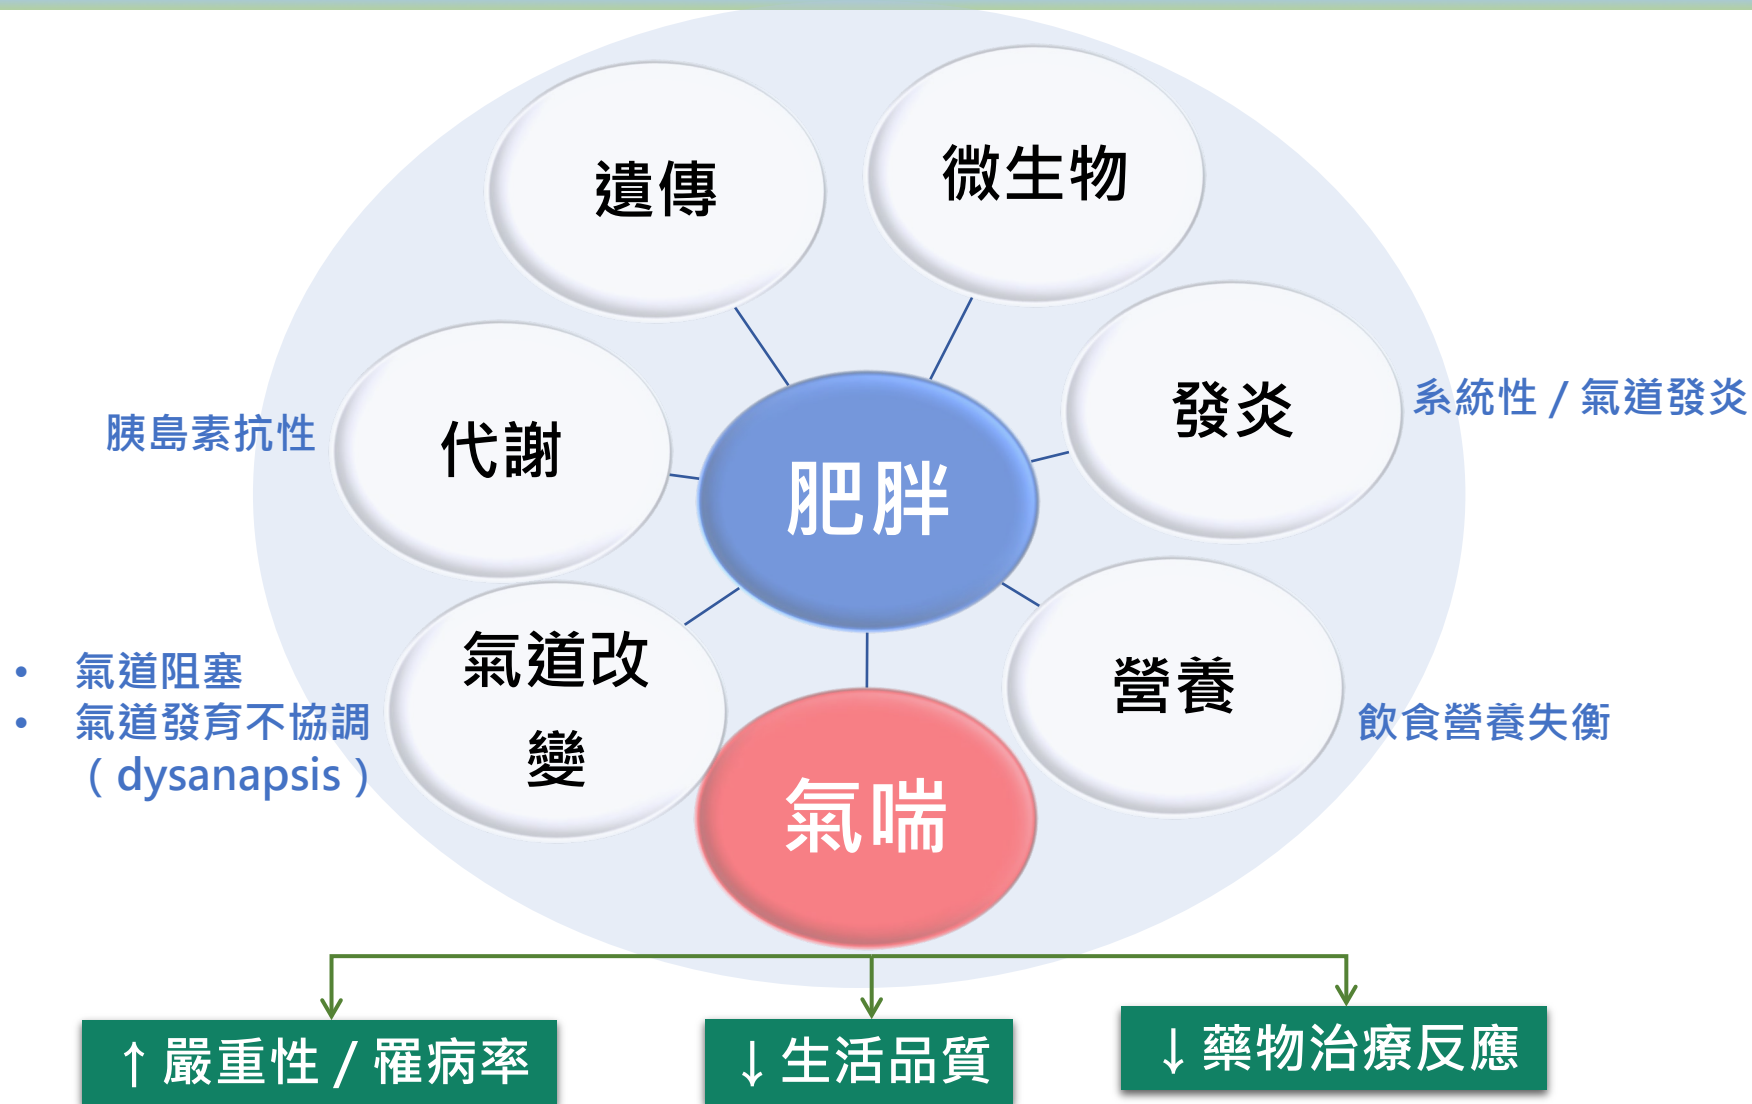 遺傳
微生物
代謝
胰島素抗性
發炎
系統性 / 氣道發炎
肥胖
氣道改
變
• 氣道阻塞
• 氣道發育不協調
（dysanapsis）
營養
飲食營養失衡
氣喘
↑嚴重性 / 罹病率
↓生活品質
↓藥物治療反應